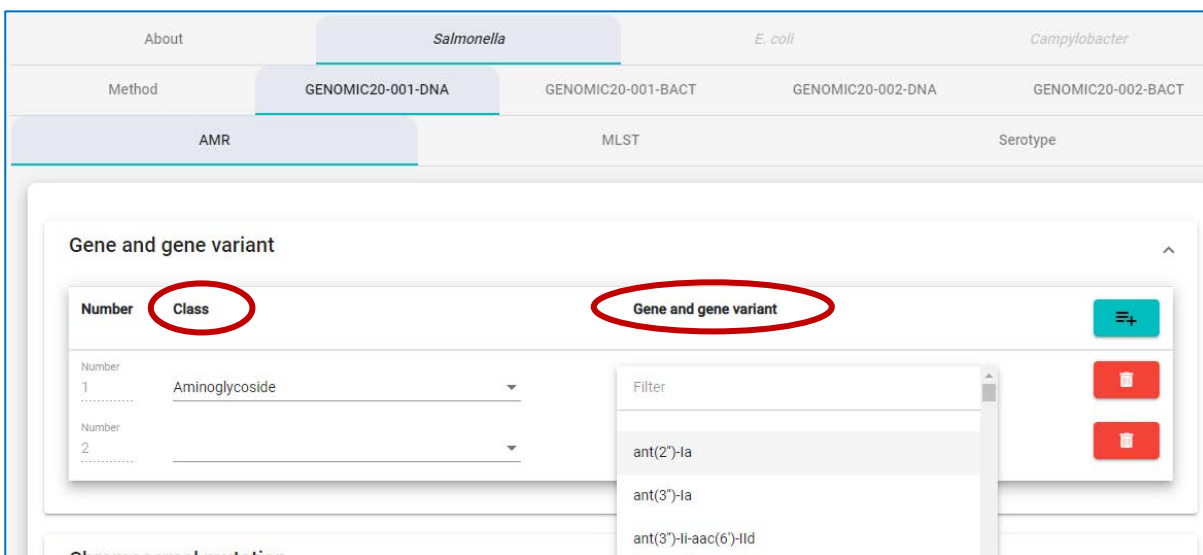 About Salmonella E. coli Campylobacter
Method GENOMIC20-001-DNA GENOMIC20-001-BACT GENOMIC20-002-DNA GENOMIC20-002-BACT
AMR MLST Serotype
Gene and gene variant
Number Class Gene and gene variant
Number
1 Aminoglycoside Filter
Number
2 ant(2")-Ia
ant(3")-Ia
ant(3")-Ii-aac(6')-IId
Chromosomal mutation